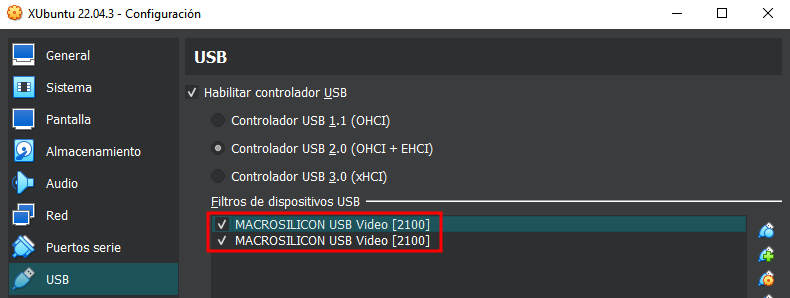 XUbuntu 22.04.3 - Configuración
General
Sistema
Pantalla
Almacenamiento
Audio
Red
Puertos serie
USB
USB
Habilitar controlador USB
Controlador USB 1.1 (OHCI)
Controlador USB 2.0 (OHCI + EHCI)
Controlador USB 3.0 (xHCI)
Filtros de dispositivos USB
MACROSILICON USB Video [2100]
MACROSILICON USB Video [2100]